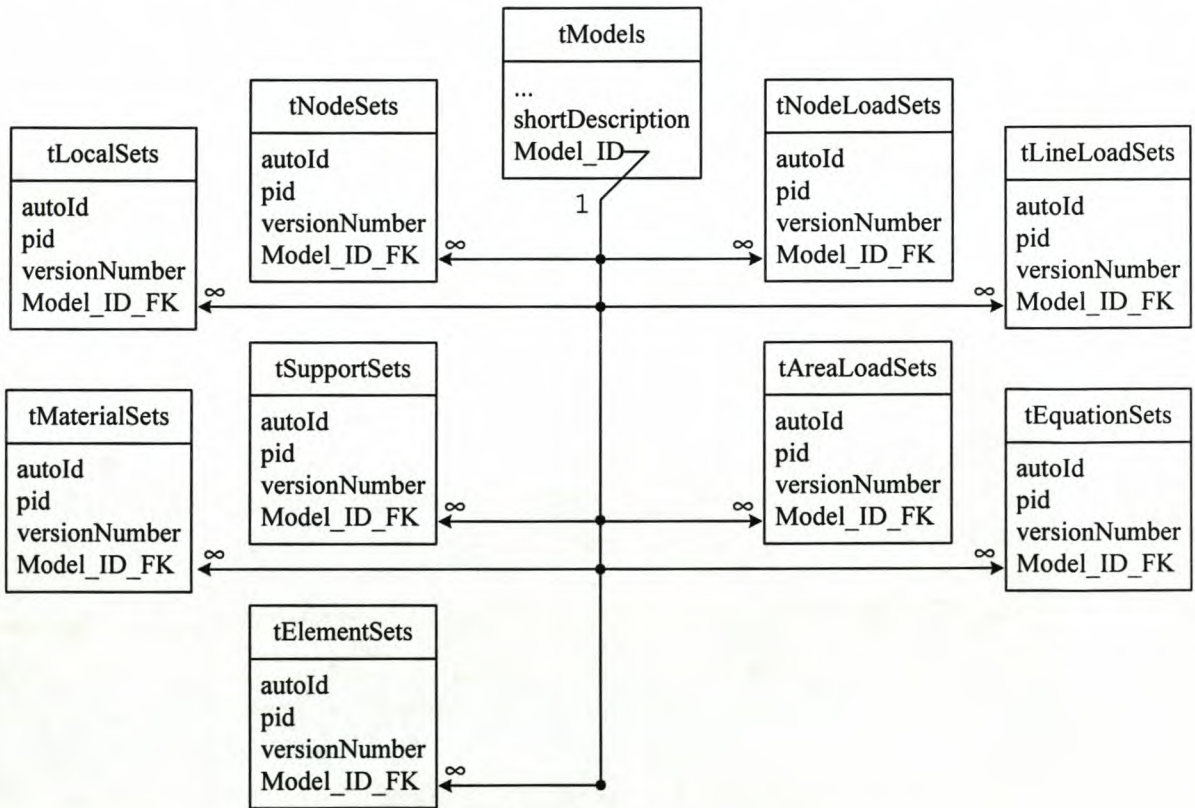 tModels
...
shortDescription
Model_ID
1
tNodeSets
autoId
pid
versionNumber
Model_ID_FK
∞
tNodeLoadSets
autoId
pid
versionNumber
Model_ID_FK
∞
tLocalSets
autoId
pid
versionNumber
Model_ID_FK
∞
tLineLoadSets
autoId
pid
versionNumber
Model_ID_FK
∞
tSupportSets
autoId
pid
versionNumber
Model_ID_FK
∞
tAreaLoadSets
autoId
pid
versionNumber
Model_ID_FK
∞
tMaterialSets
autoId
pid
versionNumber
Model_ID_FK
∞
tEquationSets
autoId
pid
versionNumber
Model_ID_FK
∞
tElementSets
autoId
pid
versionNumber
Model_ID_FK
∞